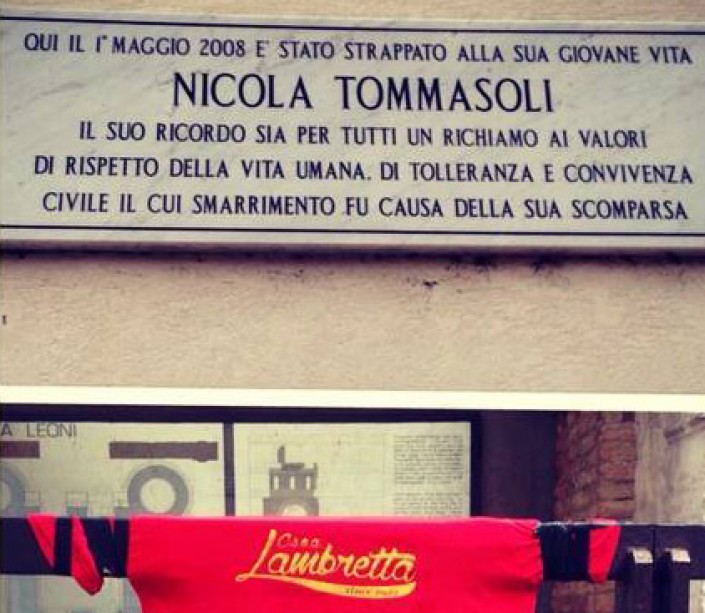 QUI IL 1° MAGGIO 2008 E' STATO STRAPPATO ALLA SUA GIOVANE VITA
NICOLA TOMMASOLI
IL SUO RICORDO SIA PER TUTTI UN RICHIAMO AI VALORI
DI RISPETTO DELLA VITA UMANA. DI TOLLERANZA E CONVIVENZA
CIVILE IL CUI SMARRIMENTO FU CAUSA DELLA SUA SCOMPARSA
A LEONI
Casa
Lambretta